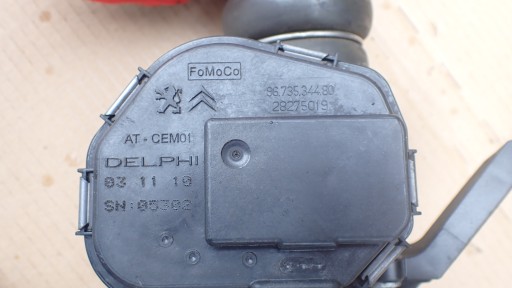 FoMoCo
96.735.344.80
28275019
AT - CEM01
DELPHI
03 11 10
SN:05302